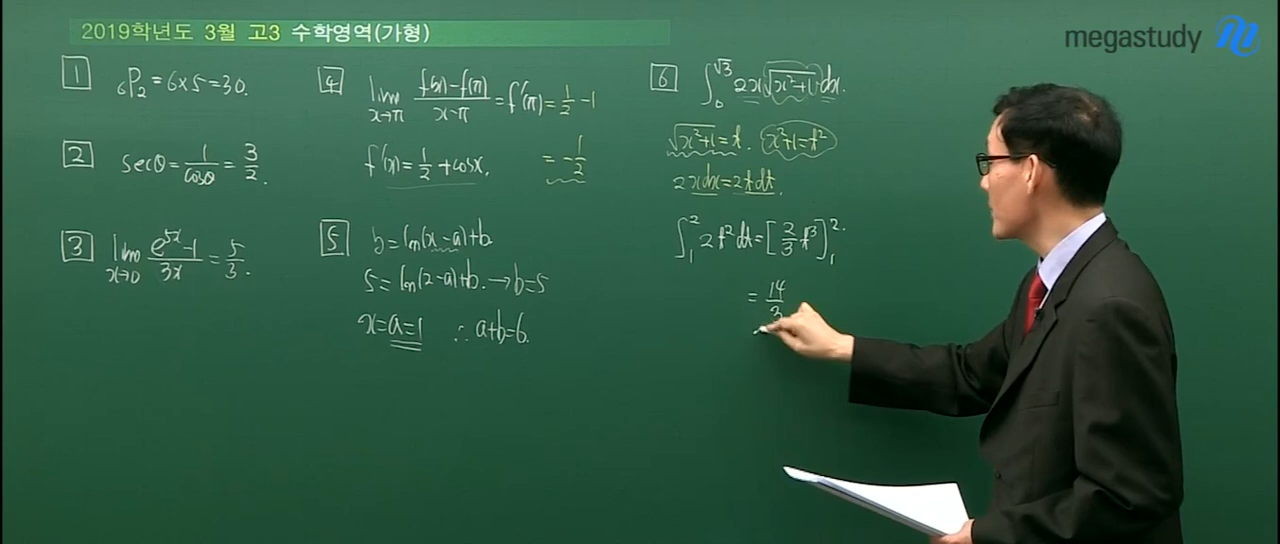 2019학년도 3월 고3 수학영역(가형)
megastudy
1
₆P₂=6×5=30.
2
secθ=1/cosθ=3/2.
3
lim x→0 (e^(5x)-1)/3x=5/3.
4
lim x→π (f(x)-f(π))/(x-π)=f'(π)=1/2-1
f'(x)=1/2+cosx.
=-1/2
5
b=ln(x-a)+b
5=ln(2-a)+b.→b=5
x=a=1 ∴a+b=6.
6
∫₀^√3 2x√(x²+1)dx.
√(x²+1)=t. x²+1=t²
2xdx=2tdt.
∫₁² 2t²dt=[2/3 t³]₁².
=14/3